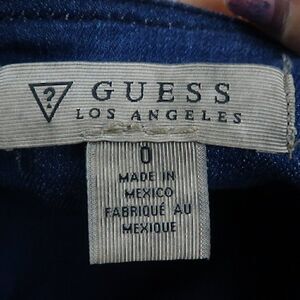 ? GUESS
LOS ANGELES
0
MADE IN
MEXICO
FABRIQUÉ AU
MEXIQUE